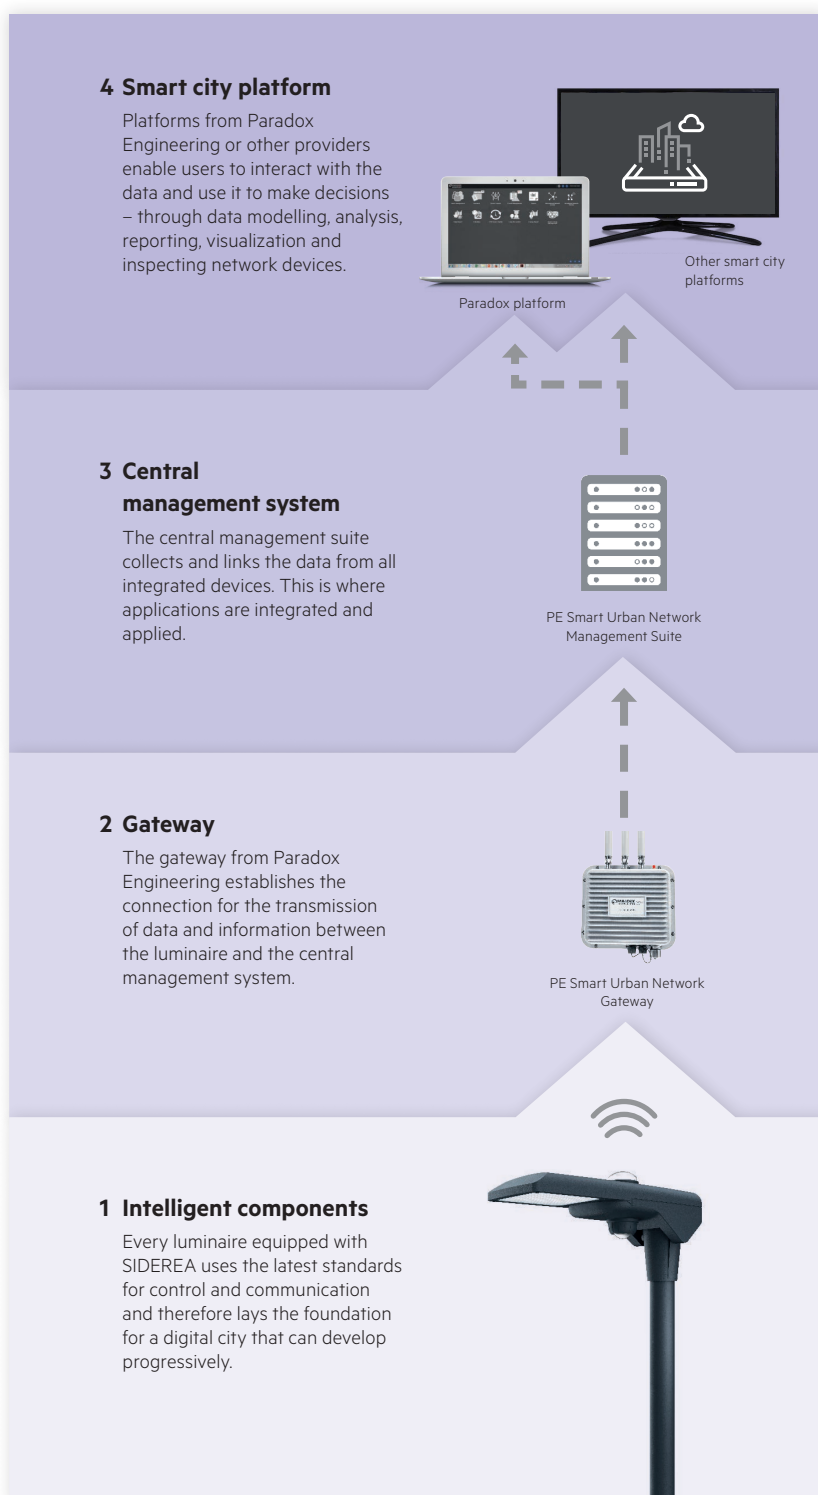 4 Smart city platform
Platforms from Paradox
Engineering or other providers
enable users to interact with the
data and use it to make decisions
– through data modelling, analysis,
reporting, visualization and
inspecting network devices.
Paradox platform
Other smart city
platforms
3 Central
management system
The central management suite
collects and links the data from all
integrated devices. This is where
applications are integrated and
applied.
PE Smart Urban Network
Management Suite
2 Gateway
The gateway from Paradox
Engineering establishes the
connection for the transmission
of data and information between
the luminaire and the central
management system.
PE Smart Urban Network
Gateway
1 Intelligent components
Every luminaire equipped with
SIDEREA uses the latest standards
for control and communication
and therefore lays the foundation
for a digital city that can develop
progressively.